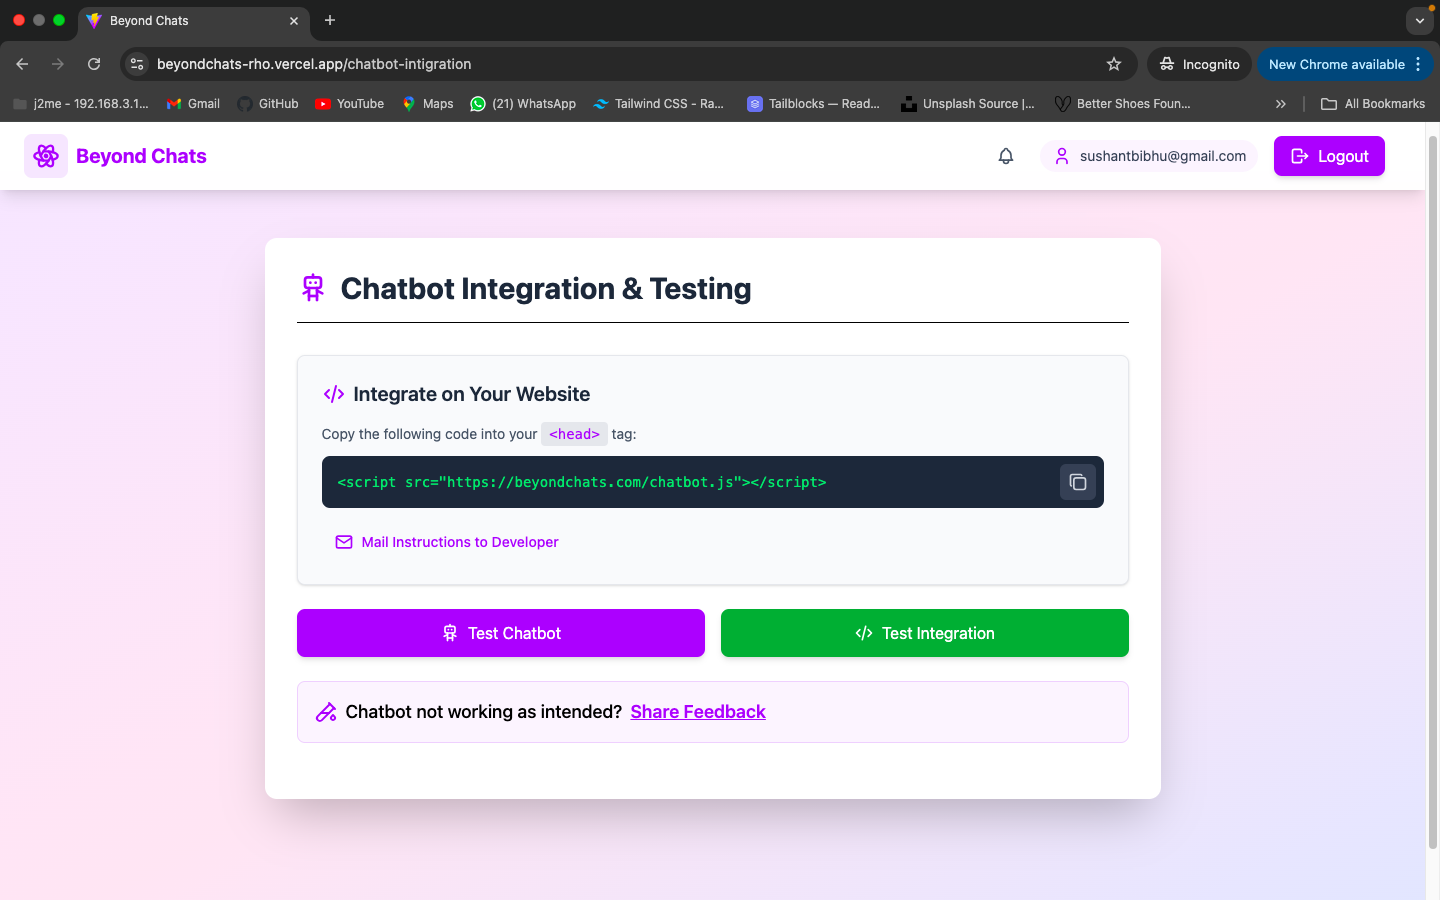 Beyond Chats
beyondchats-rho.vercel.app/chatbot-intigration
Incognito
New Chrome available
j2me - 192.168.3.1...
Gmail
GitHub
YouTube
Maps
(21) WhatsApp
Tailwind CSS - Ra...
Tailblocks — Read...
Unsplash Source |...
Better Shoes Foun...
All Bookmarks
Beyond Chats
sushantbibhu@gmail.com
Logout
Chatbot Integration & Testing
Integrate on Your Website
Copy the following code into your <head> tag:
<script src="https://beyondchats.com/chatbot.js"></script>
Mail Instructions to Developer
Test Chatbot
Test Integration
Chatbot not working as intended? Share Feedback